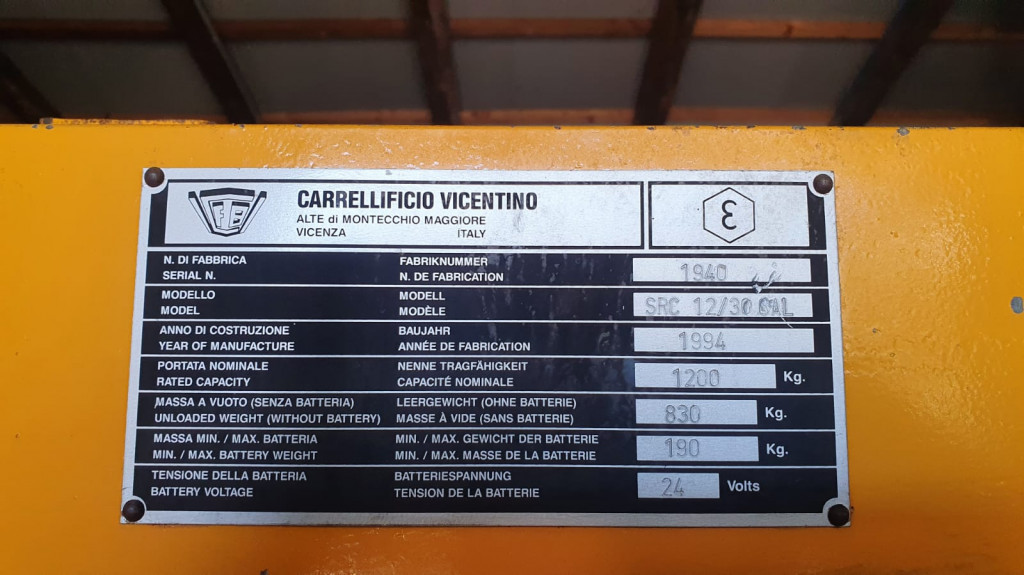 CARRELLIFICIO VICENTINO
ALTE di MONTECCHIO MAGGIORE
VICENZA ITALY
N. DI FABBRICA FABRIKNUMMER
SERIAL N. N. DE FABRICATION 1940
MODELLO MODELL
MODEL MODÈLE SRC 12/30
ANNO DI COSTRUZIONE BAUJAHR
YEAR OF MANUFACTURE ANNÉE DE FABRICATION 1994
PORTATA NOMINALE NENNE TRAGFÄHIGKEIT
RATED CAPACITY CAPACITÉ NOMINALE 1200 Kg.
MASSA A VUOTO (SENZA BATTERIA) LEERGEWICHT (OHNE BATTERIE)
UNLOADED WEIGHT (WITHOUT BATTERY) MASSE À VIDE (SANS BATTERIE) 830 Kg.
MASSA MIN. / MAX. BATTERIA MIN. / MAX. GEWICHT DER BATTERIE
MIN. / MAX. BATTERY WEIGHT MIN. / MAX. MASSE DE LA BATTERIE 190 Kg.
TENSIONE DELLA BATTERIA BATTERIESPANNUNG
BATTERY VOLTAGE TENSION DE LA BATTERIE 24 Volts